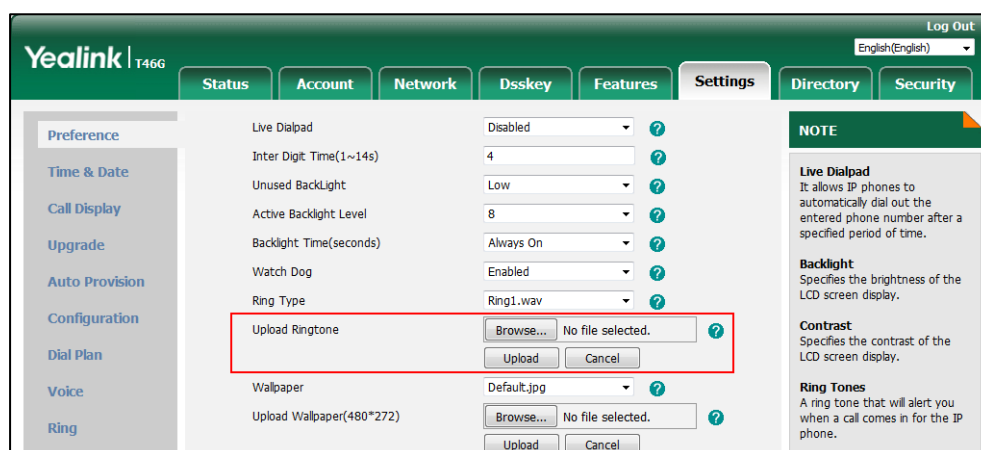 Log Out
Yealink | T46G
English(English)
Status Account Network Dsskey Features Settings Directory Security
Preference
Time & Date
Call Display
Upgrade
Auto Provision
Configuration
Dial Plan
Voice
Ring
Live Dialpad Disabled
Inter Digit Time(1~14s) 4
Unused BackLight Low
Active Backlight Level 8
Backlight Time(seconds) Always On
Watch Dog Enabled
Ring Type Ring1.wav
Upload Ringtone Browse... No file selected.
Upload Cancel
Wallpaper Default.jpg
Upload Wallpaper(480*272) Browse... No file selected.
Upload Cancel
NOTE
Live Dialpad
It allows IP phones to
automatically dial out the
entered phone number after a
specified period of time.
Backlight
Specifies the brightness of the
LCD screen display.
Contrast
Specifies the contrast of the
LCD screen display.
Ring Tones
A ring tone that will alert you
when a call comes in for the IP
phone.